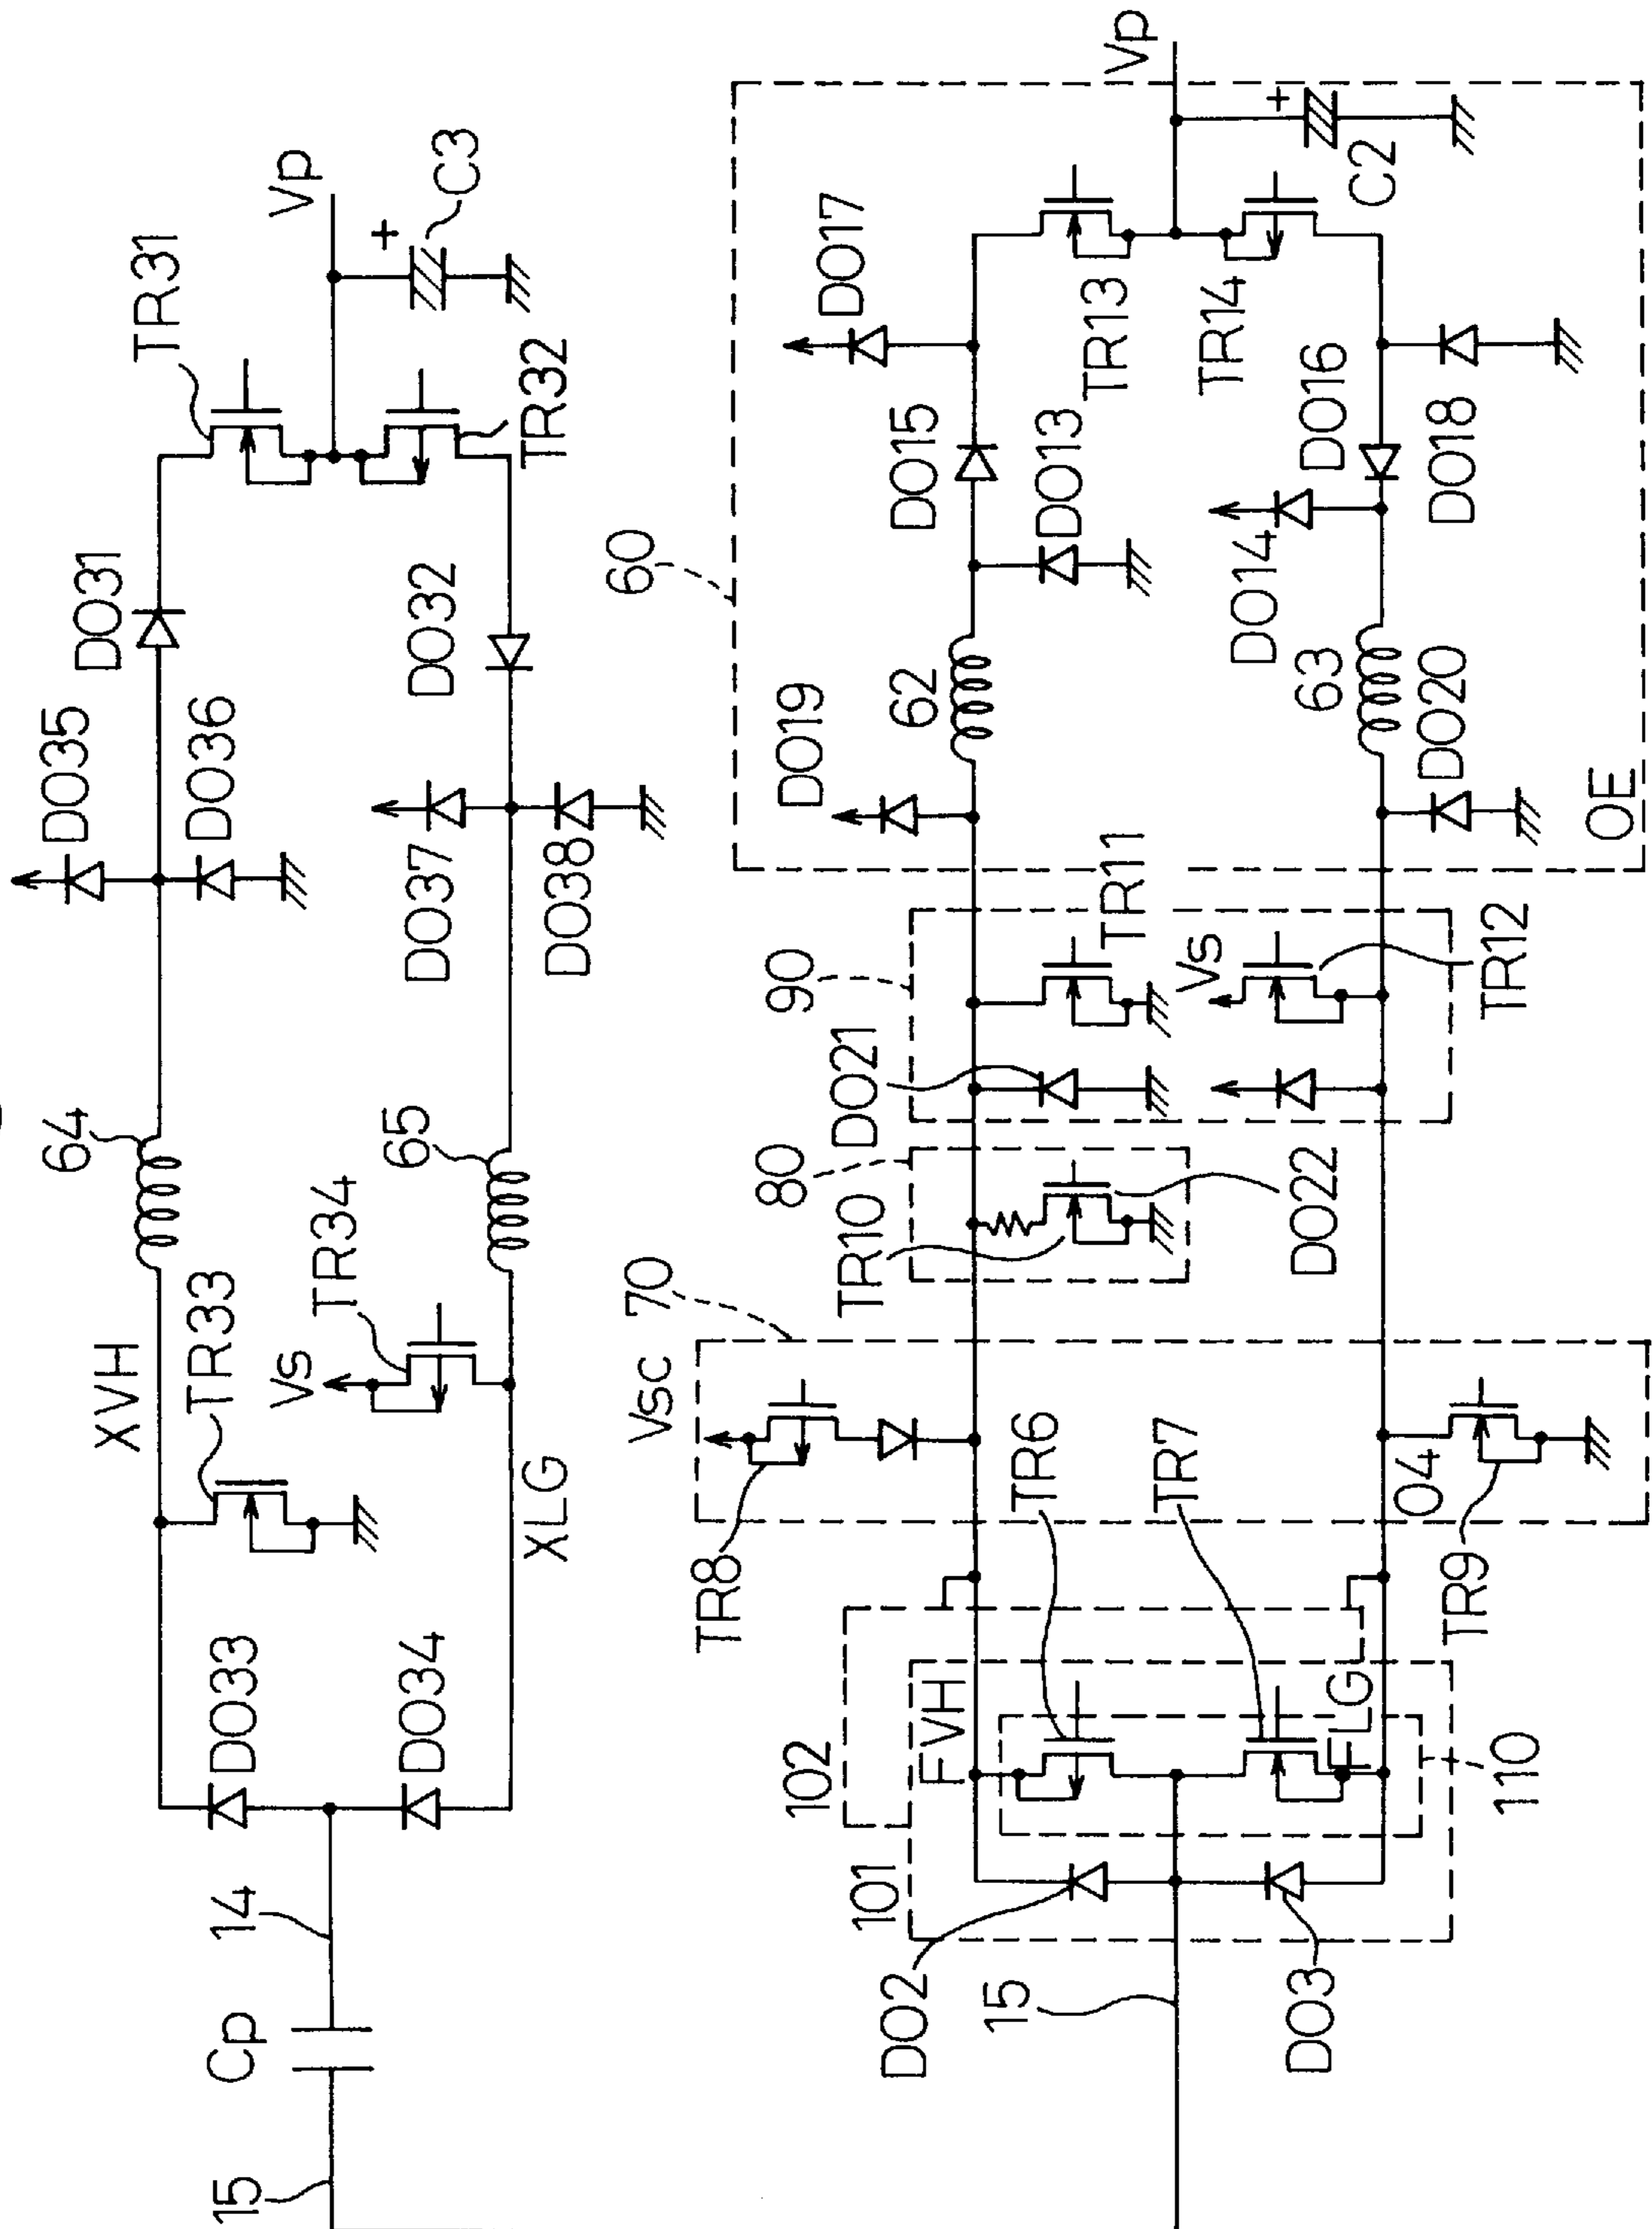 Vp
TR31
C3
TR32
DO31
DO32
DO35
DO36
DO37
DO38
64
65
TR34
Vs
XVH
TR33
XLG
DO33
DO34
14
Cp
15
Vp
C2
DO17
TR13
TR14
DO15
DO13
DO16
DO18
DO14
60
62
63
DO19
DO20
OE
TR11
90
Vs
TR12
DO21
80
TR10
DO22
70
Vsc
TR8
TR6
TR7
O4
TR9
FVH
FLG
102
110
101
DO2
15
DO3